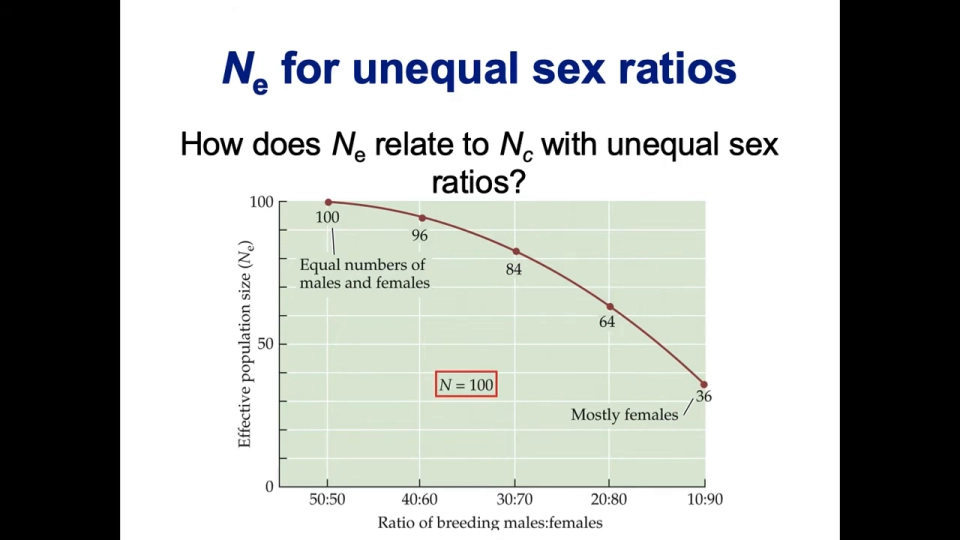 Ne for unequal sex ratios
How does Ne relate to Nc with unequal sex
ratios?
100
100
96
Effective population size (Ne)
Equal numbers of
males and females
84
64
50
N = 100
36
Mostly females
0
50:50
40:60
30:70
20:80
10:90
Ratio of breeding males:females